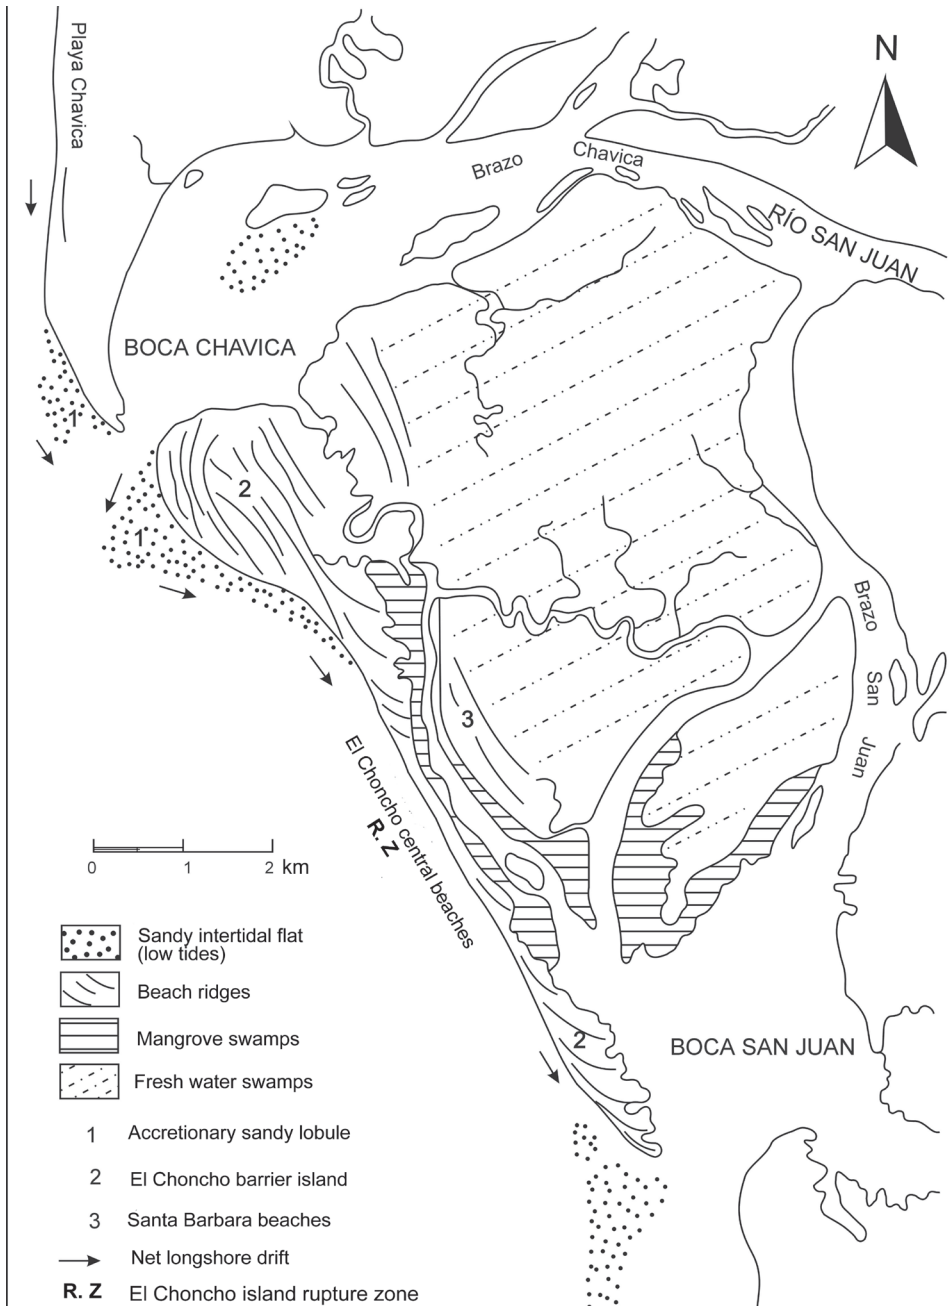 Playa Chavica
N
Brazo
Chavica
RÍO SAN JUAN
BOCA CHAVICA
1
2
1
Brazo
San
Juan
3
El Choncho central beaches
R. Z
0 1 2 km
2
BOCA SAN JUAN
Sandy intertidal flat
(low tides)
Beach ridges
Mangrove swamps
Fresh water swamps
1 Accretionary sandy lobule
2 El Choncho barrier island
3 Santa Barbara beaches
Net longshore drift
R. Z El Choncho island rupture zone